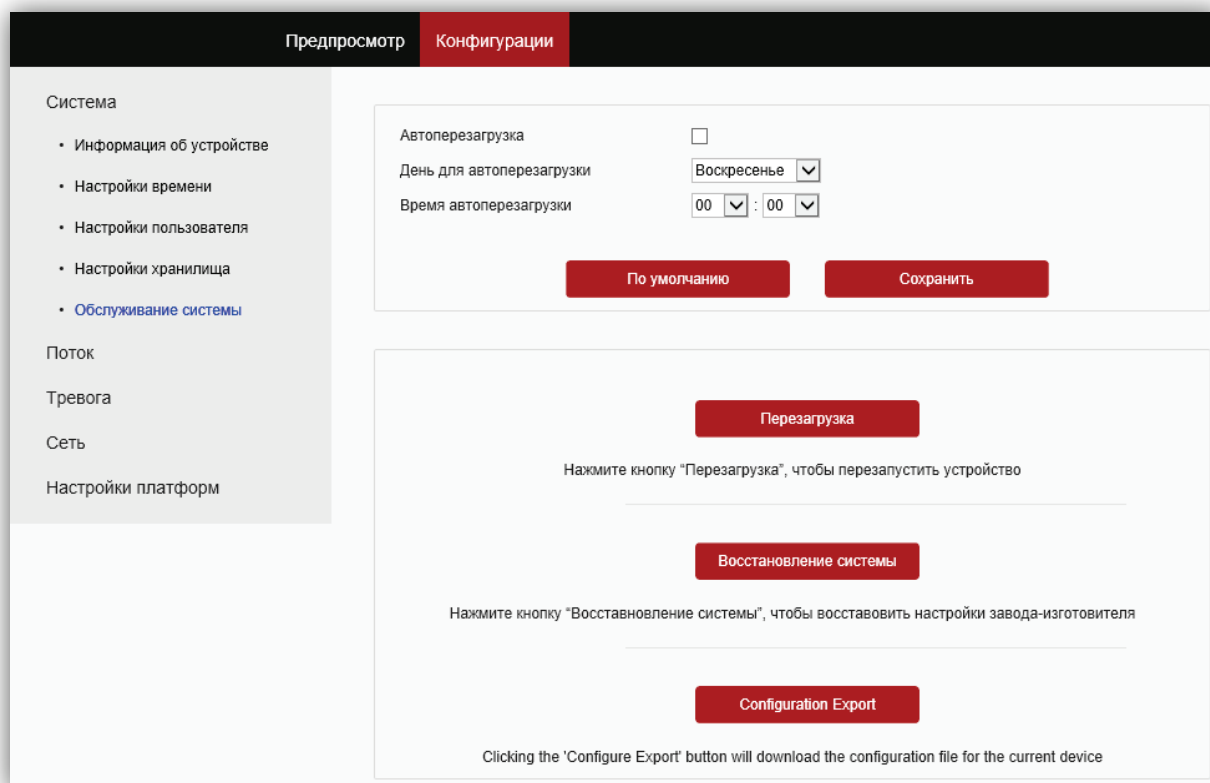 Предпросмотр Конфигурации
Система
• Информация об устройстве
• Настройки времени
• Настройки пользователя
• Настройки хранилища
• Обслуживание системы
Поток
Тревога
Сеть
Настройки платформ
Автоперезагрузка
День для автоперезагрузки Воскресенье
Время автоперезагрузки 00 : 00
По умолчанию Сохранить
Перезагрузка
Нажмите кнопку “Перезагрузка”, чтобы перезапустить устройство
Восстановление системы
Нажмите кнопку “Восставновление системы”, чтобы восставовить настройки завода-изготовителя
Configuration Export
Clicking the 'Configure Export' button will download the configuration file for the current device